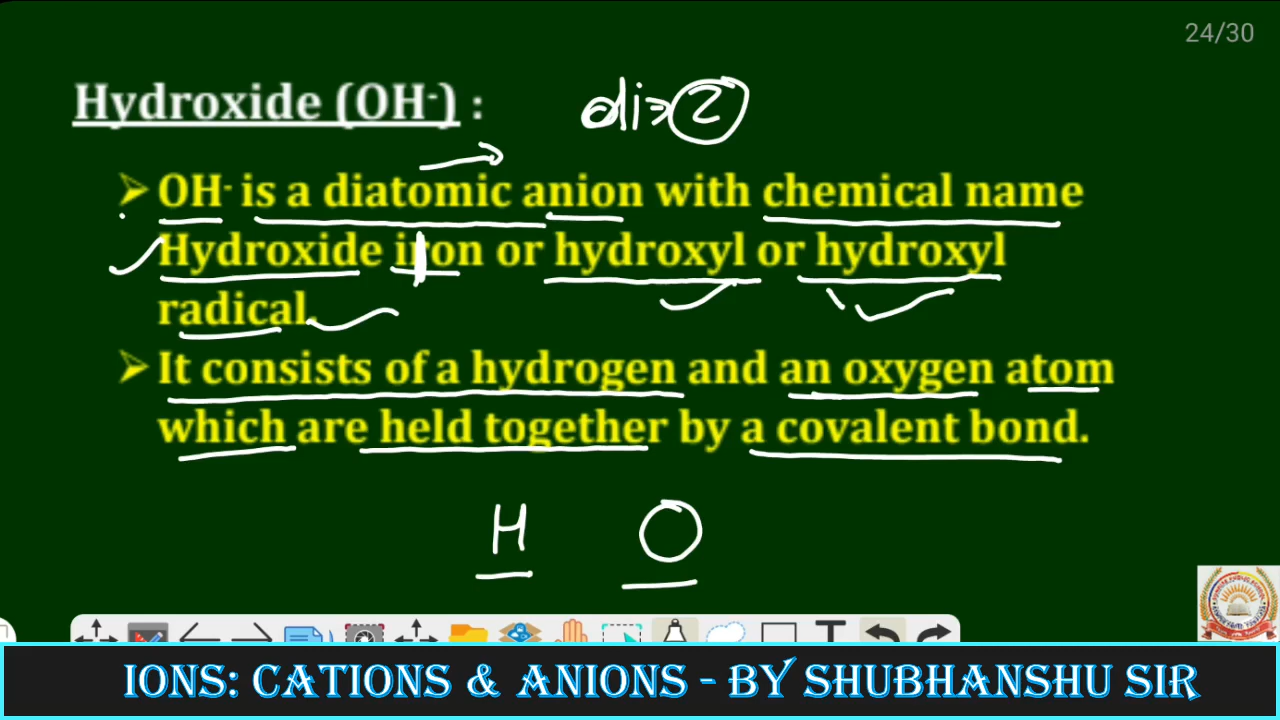 24/30
Hydroxide (OH-) :
di→2
➢ OH- is a diatomic anion with chemical name
Hydroxide iron or hydroxyl or hydroxyl
radical.
➢ It consists of a hydrogen and an oxygen atom
which are held together by a covalent bond.
H O
T
IONS: CATIONS & ANIONS - BY SHUBHANSHU SIR